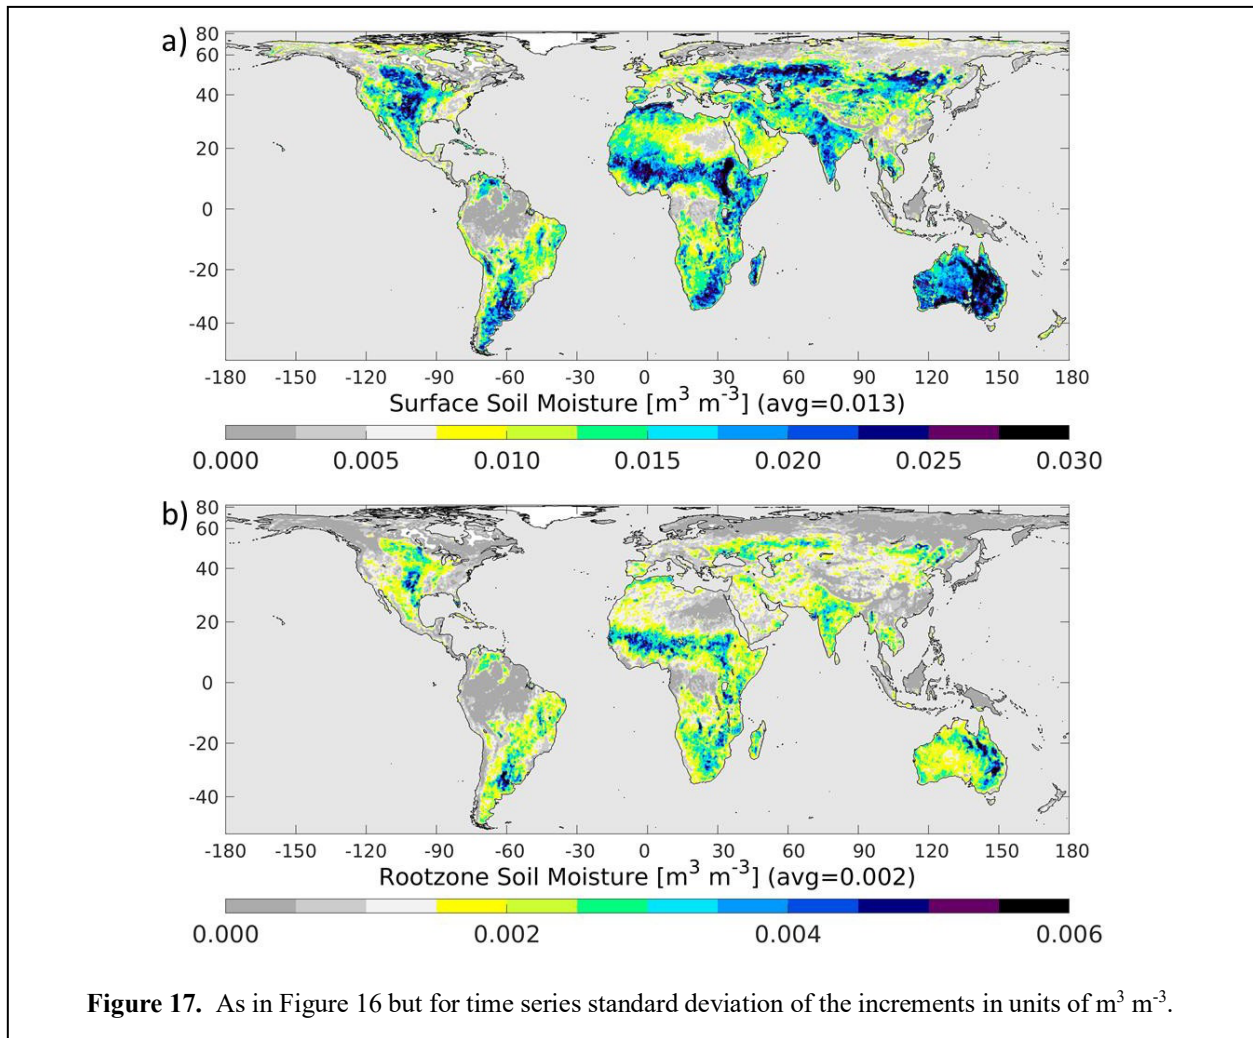 a)
80
60
40
20
0
-20
-40
-180 -150 -120 -90 -60 -30 0 30 60 90 120 150 180
Surface Soil Moisture [m³ m⁻³] (avg=0.013)
0.000 0.005 0.010 0.015 0.020 0.025 0.030
b)
80
60
40
20
0
-20
-40
-180 -150 -120 -90 -60 -30 0 30 60 90 120 150 180
Rootzone Soil Moisture [m³ m⁻³] (avg=0.002)
0.000 0.002 0.004 0.006
Figure 17. As in Figure 16 but for time series standard deviation of the increments in units of m³ m⁻³.